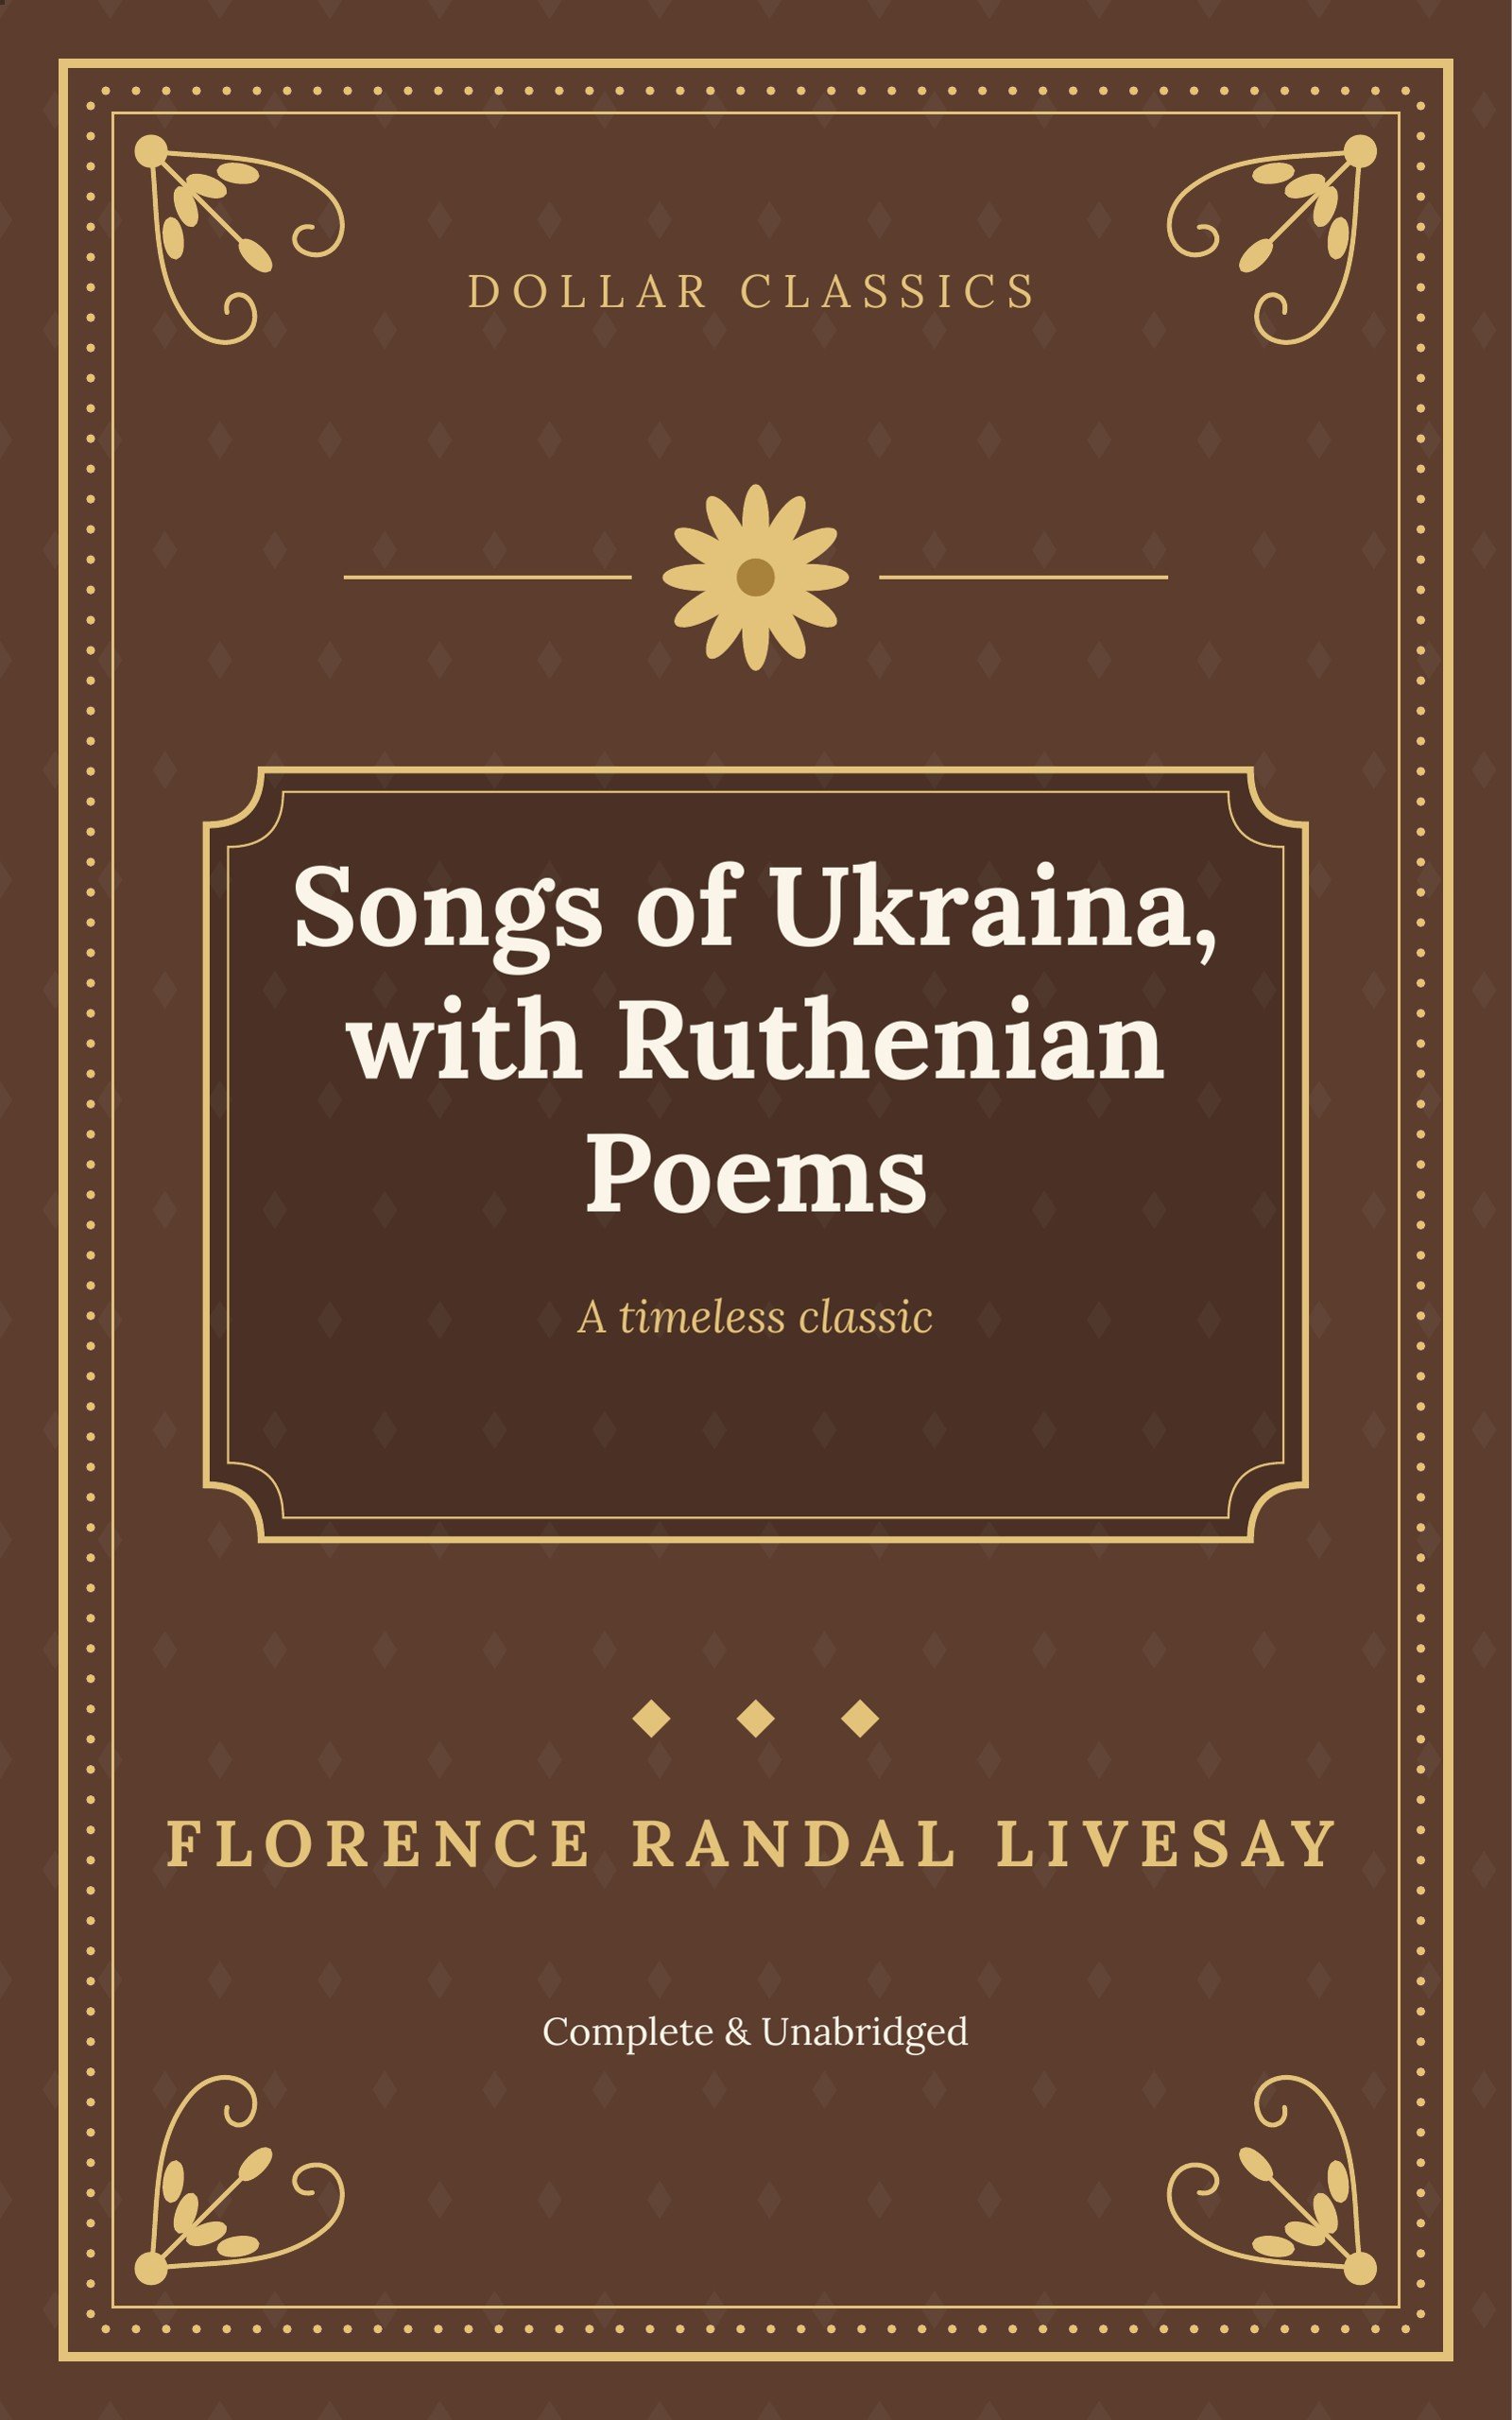 DOLLAR CLASSICS
Songs of Ukraina,
with Ruthenian
Poems
A timeless classic
FLORENCE RANDAL LIVESAY
Complete & Unabridged